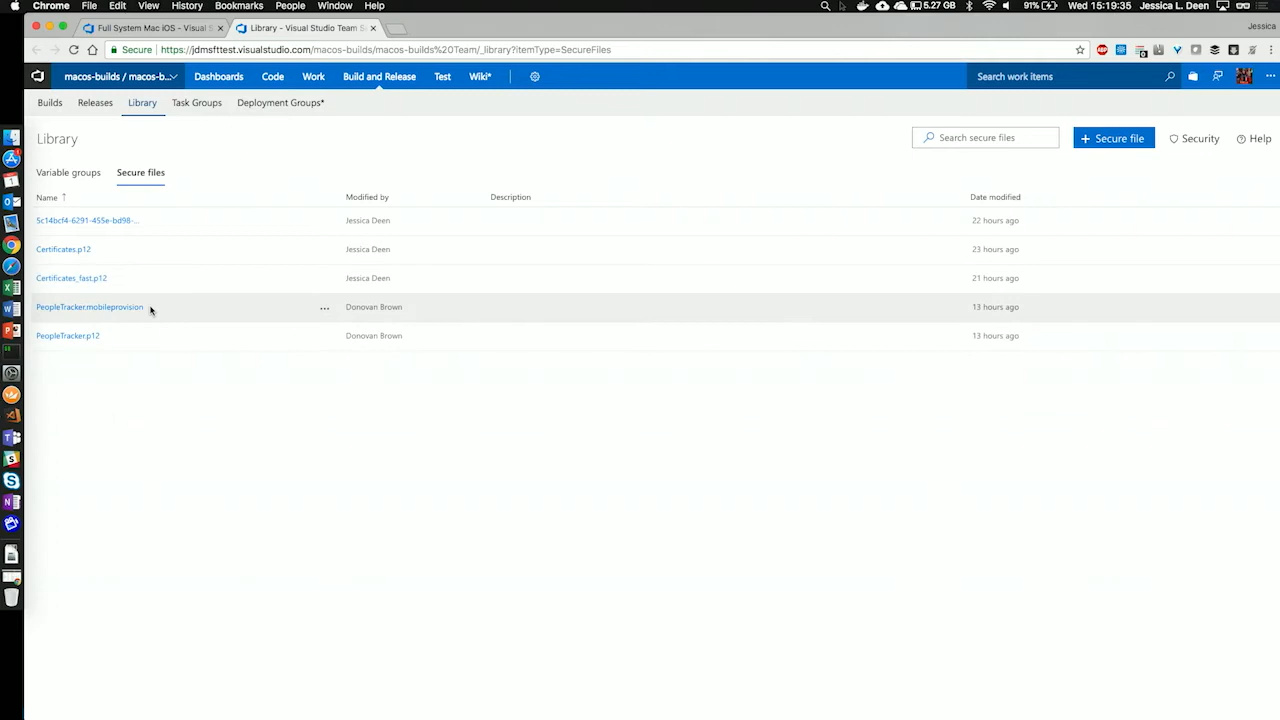 Chrome File Edit View History Bookmarks People Window Help 5.27 GB 91% Wed 15:19:35 Jessica L. Deen
Full System Mac iOS - Visual S Library - Visual Studio Team S Jessica
Secure https://jdmsfttest.visualstudio.com/macos-builds/macos-builds%20Team/_library?itemType=SecureFiles
macos-builds / macos-b... Dashboards Code Work Build and Release Test Wiki* Search work items
Builds Releases Library Task Groups Deployment Groups*
Library Search secure files + Secure file Security Help
Variable groups Secure files
Name ↑ Modified by Description Date modified
5c14bcf4-6291-455e-bd98-... Jessica Deen 22 hours ago
Certificates.p12 Jessica Deen 23 hours ago
Certificates_fast.p12 Jessica Deen 21 hours ago
PeopleTracker.mobileprovision ... Donovan Brown 13 hours ago
PeopleTracker.p12 Donovan Brown 13 hours ago